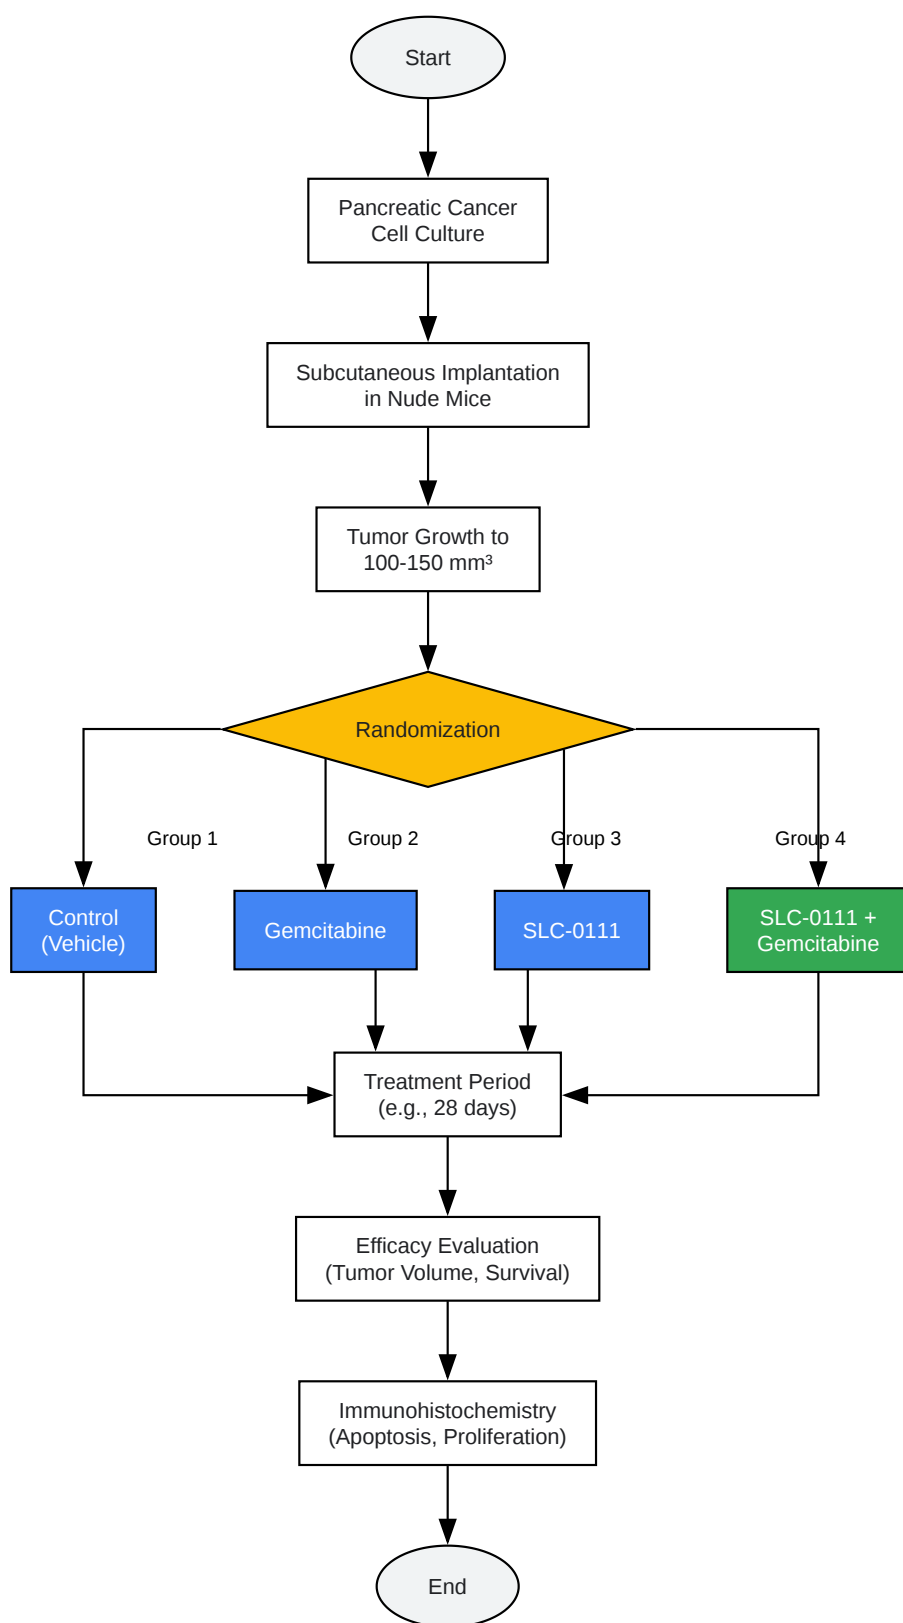 Start
Pancreatic Cancer
Cell Culture
Subcutaneous Implantation
in Nude Mice
Tumor Growth to
100-150 mm³
Randomization
Group 1
Group 2
Group 3
Group 4
Control
(Vehicle)
Gemcitabine
SLC-0111
SLC-0111 +
Gemcitabine
Treatment Period
(e.g., 28 days)
Efficacy Evaluation
(Tumor Volume, Survival)
Immunohistochemistry
(Apoptosis, Proliferation)
End